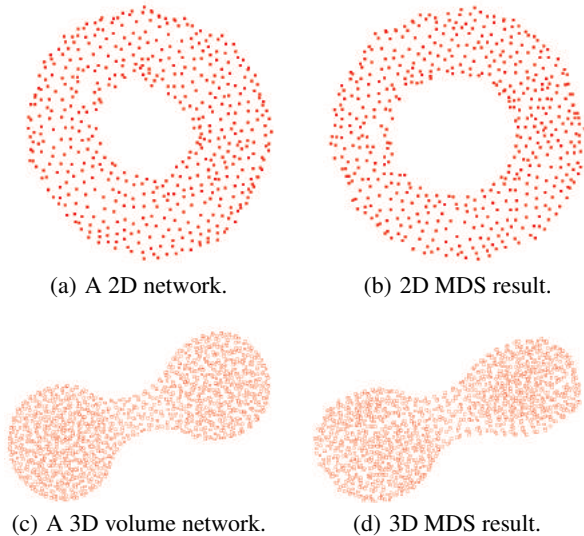 (a) A 2D network.
(b) 2D MDS result.
(c) A 3D volume network.
(d) 3D MDS result.